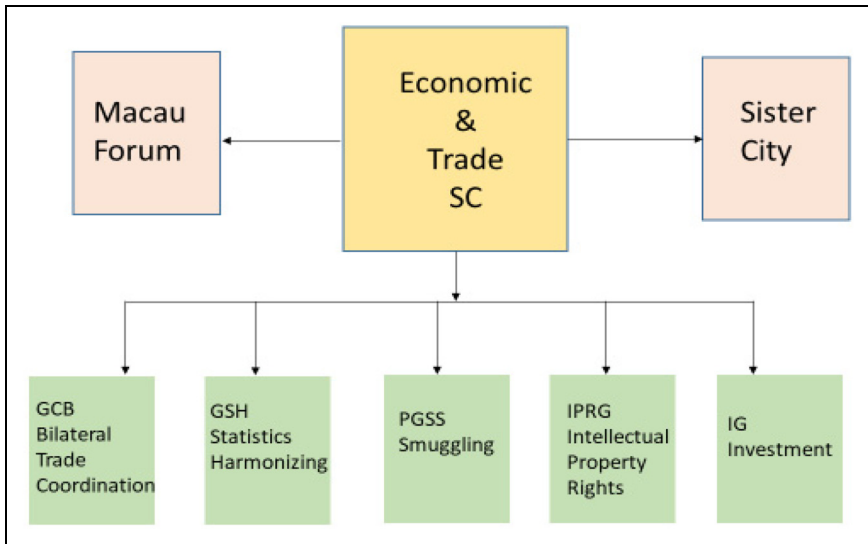 Macau
Forum
Economic
&
Trade
SC
Sister
City
GCB
Bilateral
Trade
Coordination
GSH
Statistics
Harmonizing
PGSS
Smuggling
IPRG
Intellectual
Property
Rights
IG
Investment